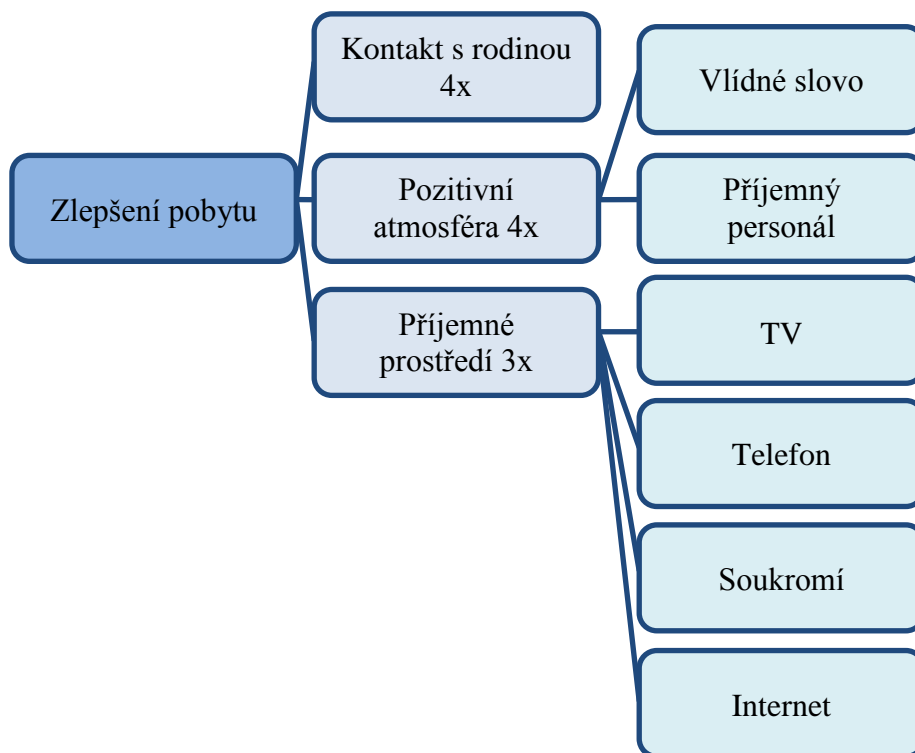 Zlepšení pobytu
Kontakt s rodinou
4x
Pozitivní
atmosféra 4x
Příjemné
prostředí 3x
Vlídné slovo
Příjemný
personál
TV
Telefon
Soukromí
Internet